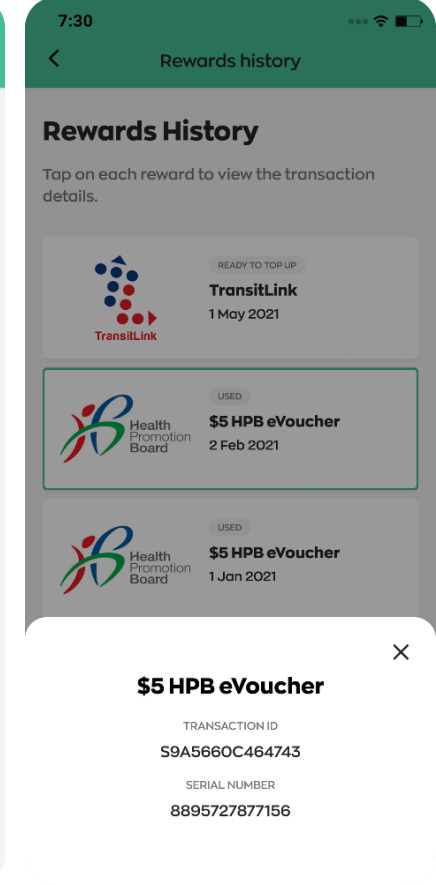 7:30
Rewards history
Rewards History
Tap on each reward to view the transaction
details.
READY TO TOP UP
TransitLink
1 May 2021
TransitLink
USED
$5 HPB eVoucher
2 Feb 2021
Health
Promotion
Board
USED
$5 HPB eVoucher
1 Jan 2021
Health
Promotion
Board
$5 HPB eVoucher
TRANSACTION ID
S9A5660C464743
SERIAL NUMBER
8895727877156